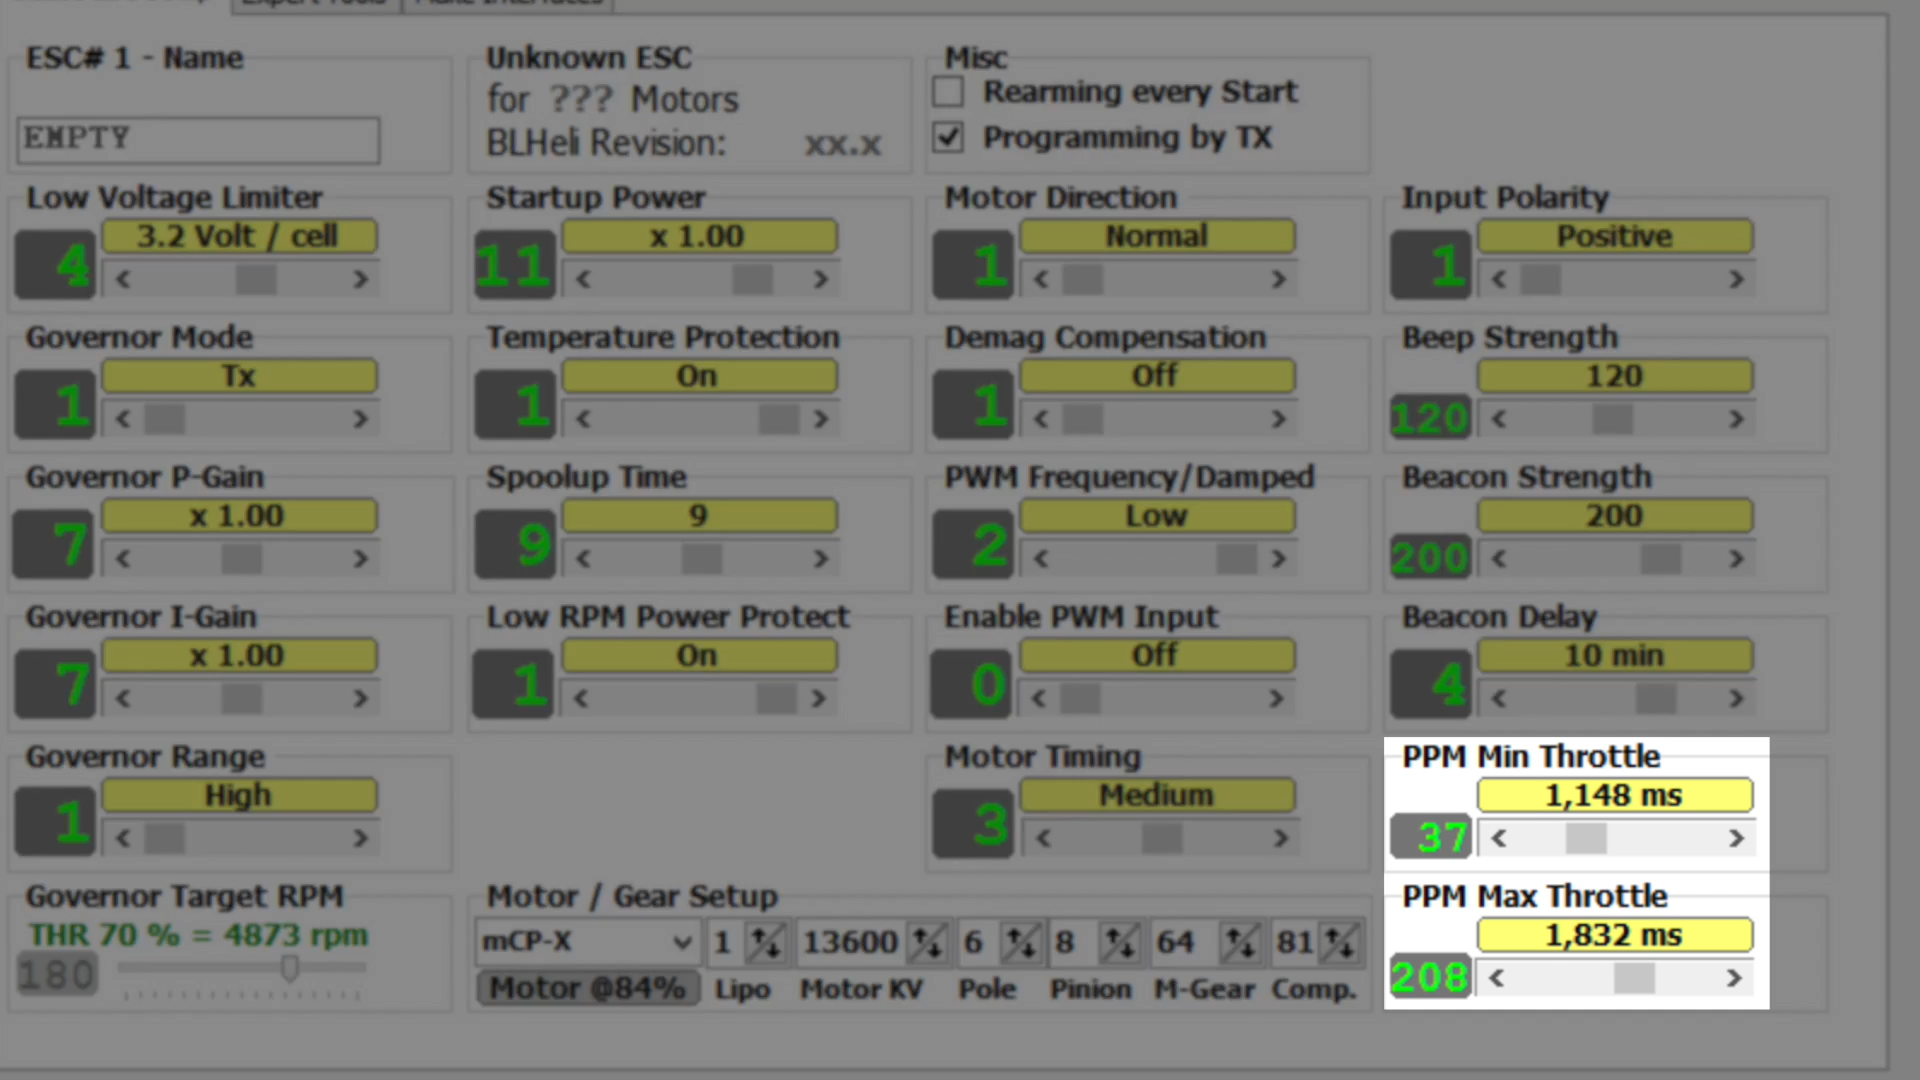 Expert Tools
Make Interfaces
ESC# 1 - Name
EMPTY
Unknown ESC
for ??? Motors
BLHeli Revision: xx.x
Misc
Rearming every Start
Programming by TX
Low Voltage Limiter
3.2 Volt / cell
4
Startup Power
x 1.00
11
Motor Direction
Normal
1
Input Polarity
Positive
1
Governor Mode
Tx
1
Temperature Protection
On
1
Demag Compensation
Off
1
Beep Strength
120
120
Governor P-Gain
x 1.00
7
Spoolup Time
9
9
PWM Frequency/Damped
Low
2
Beacon Strength
200
200
Governor I-Gain
x 1.00
7
Low RPM Power Protect
On
1
Enable PWM Input
Off
0
Beacon Delay
10 min
4
Governor Range
High
1
Motor Timing
Medium
3
PPM Min Throttle
1,148 ms
37
Governor Target RPM
THR 70 % = 4873 rpm
180
Motor / Gear Setup
mCP-X 1 13600 6 8 64 81
Motor @84% Lipo Motor KV Pole Pinion M-Gear Comp.
PPM Max Throttle
1,832 ms
208